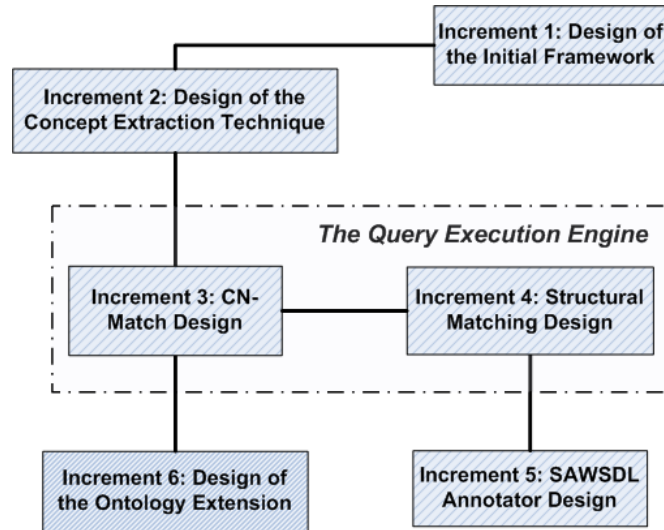 Increment 1: Design of
the Initial Framework
Increment 2: Design of the
Concept Extraction Technique
The Query Execution Engine
Increment 3: CN-
Match Design
Increment 4: Structural
Matching Design
Increment 6: Design of
the Ontology Extension
Increment 5: SAWSDL
Annotator Design